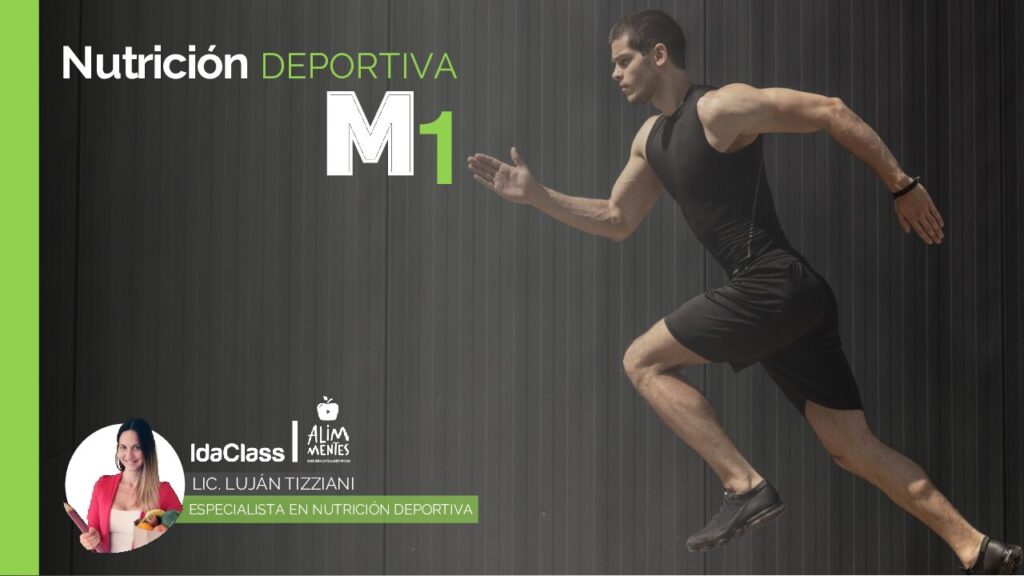 Nutrición DEPORTIVA
M1
IdaClass
ALIM
MENTES
LIC. LUJÁN TIZZIANI
ESPECIALISTA EN NUTRICIÓN DEPORTIVA